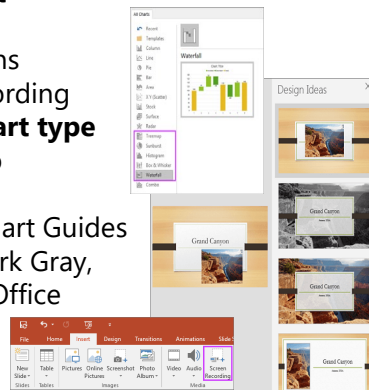 ns
ording
art type
art Guides
rk Gray,
Office
All Charts
Recent
Templates
Column
Line
Pie
Bar
Area
X Y (Scatter)
Stock
Surface
Radar
Treemap
Sunburst
Histogram
Box & Whisker
Waterfall
Combo
Waterfall
Design Ideas
Grand Canyon
Grand Canyon
Grand Canyon
Grand Canyon
File Home Insert Design Transitions Animations Slide S
New Slide
Table
Pictures
Online Pictures
Screenshot
Photo Album
Video
Audio
Screen Recording
Slides Tables Images Media